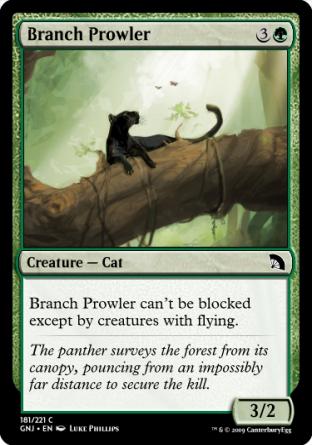 Branch Prowler 3
Creature — Cat
Branch Prowler can't be blocked
except by creatures with flying.
The panther surveys the forest from its
canopy, pouncing from an impossibly
far distance to secure the kill.
3/2
181/221 C
GNJ • EN Luke Phillips
™ & © 2019 CanterburyEgg